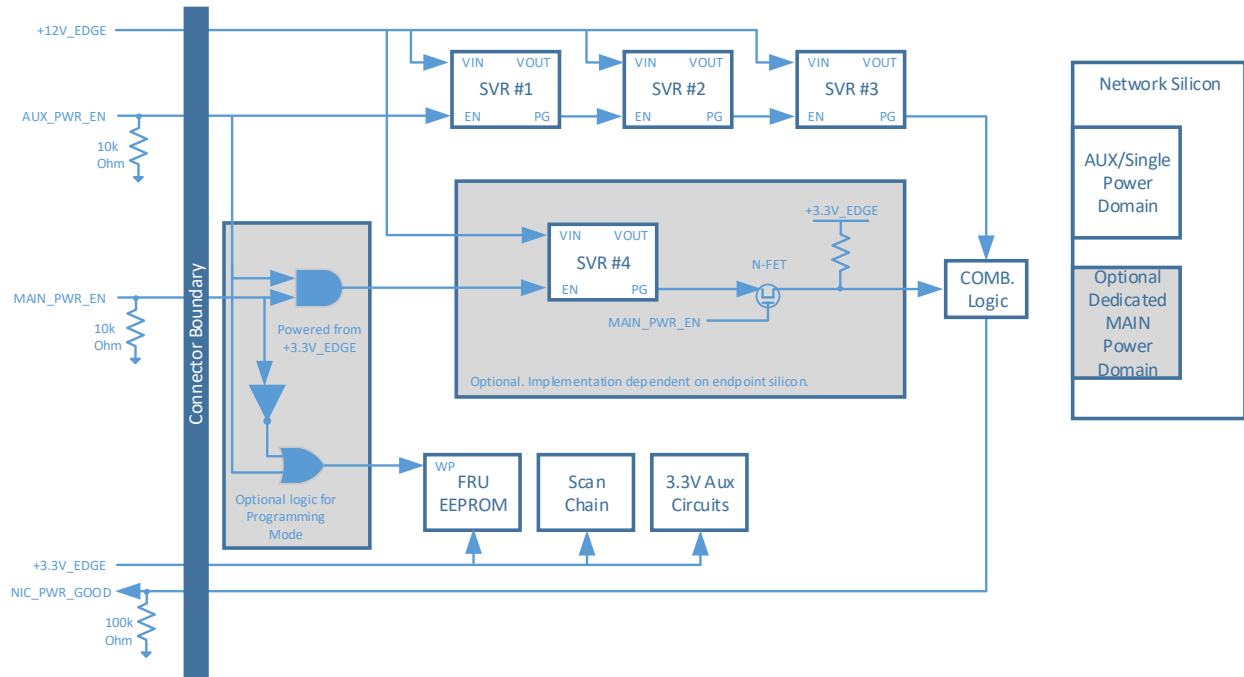 +12V_EDGE
VIN VOUT
SVR #1
EN PG
VIN VOUT
SVR #2
EN PG
VIN VOUT
SVR #3
EN PG
Network Silicon
AUX/Single
Power
Domain
Optional
Dedicated
MAIN
Power
Domain
AUX_PWR_EN
10k
Ohm
Connector Boundary
+3.3V_EDGE
VIN VOUT
SVR #4
EN PG
N-FET
MAIN_PWR_EN
COMB.
Logic
Optional. Implementation dependent on endpoint silicon.
MAIN_PWR_EN
10k
Ohm
Powered from
+3.3V_EDGE
Optional logic for
Programming
Mode
WP
FRU
EEPROM
Scan
Chain
3.3V Aux
Circuits
+3.3V_EDGE
NIC_PWR_GOOD
100k
Ohm